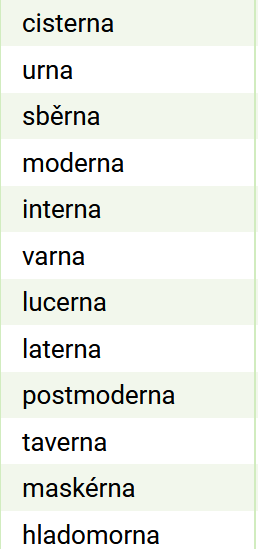 cisterna
urna
sběrna
moderna
interna
varna
lucerna
laterna
postmoderna
taverna
maskérna
hladomorna